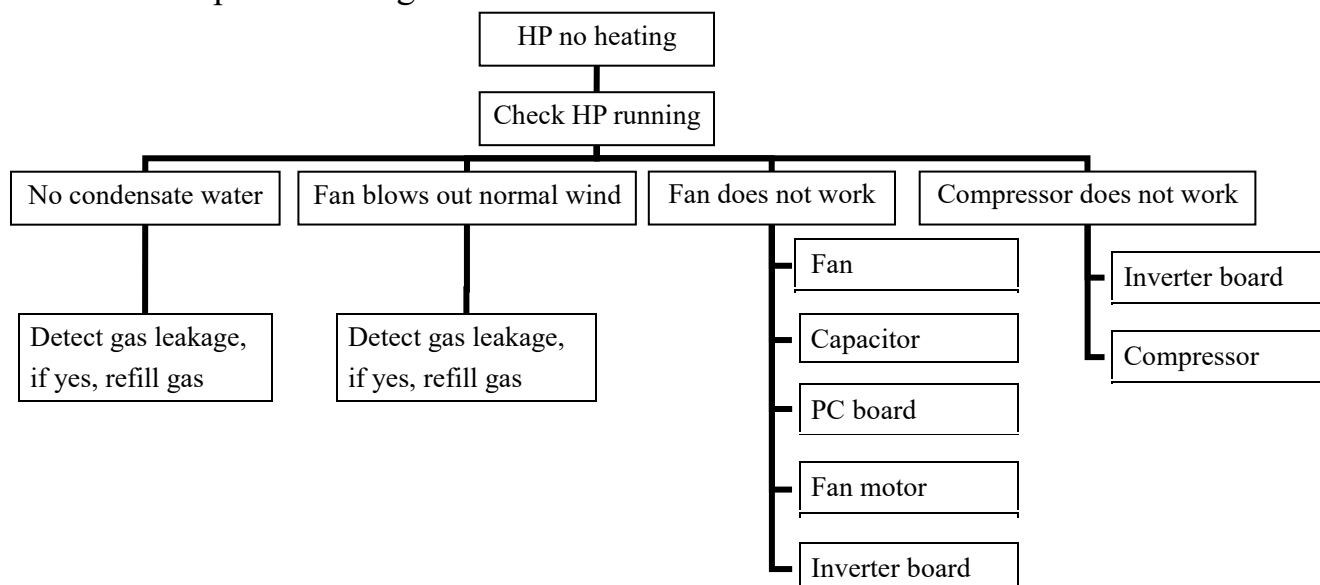 HP no heating
Check HP running
No condensate water
Fan blows out normal wind
Fan does not work
Compressor does not work
Detect gas leakage,
if yes, refill gas
Detect gas leakage,
if yes, refill gas
Fan
Capacitor
PC board
Fan motor
Inverter board
Inverter board
Compressor